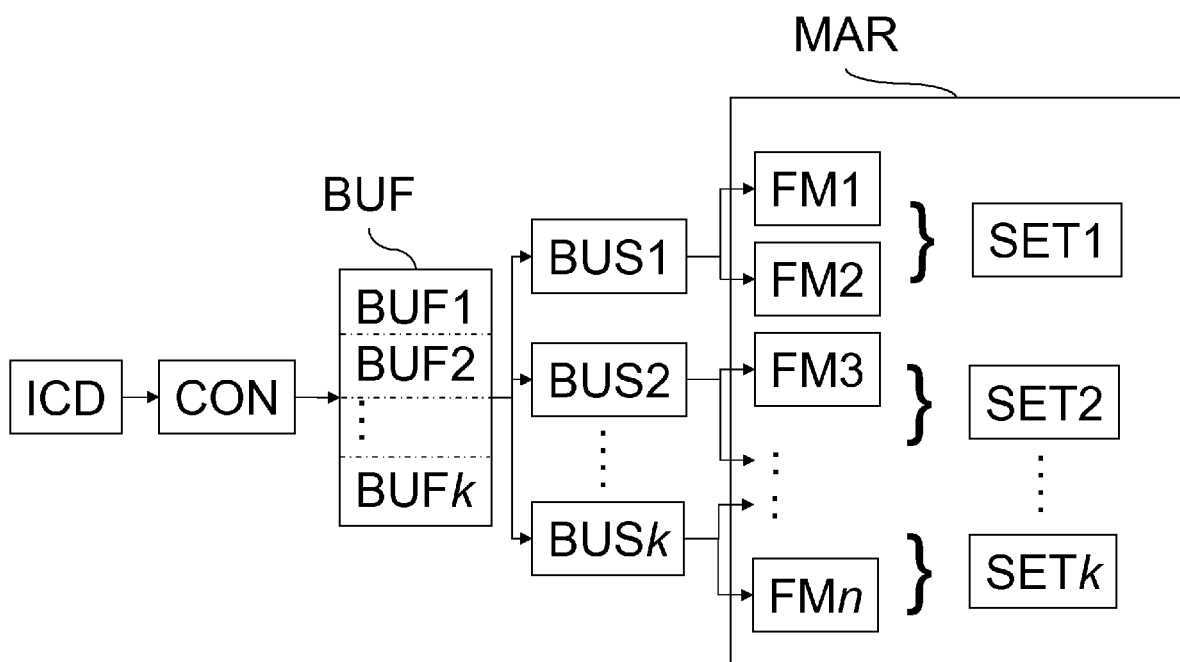 MAR
BUF
FM1
SET1
BUS1
FM2
BUF1
BUF2
BUS2
FM3
SET2
ICD
CON
BUFk
BUSk
SETk
FMn